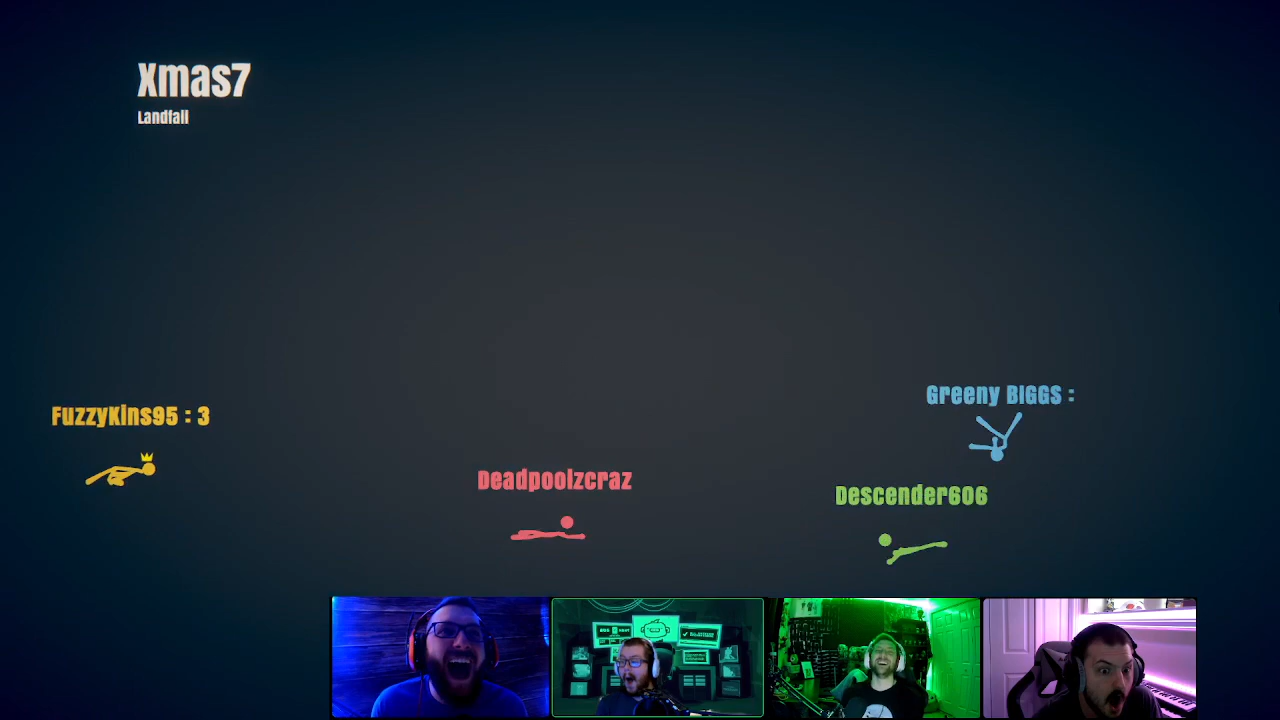 Xmas7
Landfall
FuzzyKins95 : 3
Greeny BIGGS :
Deadpoolzcraz
Descender606